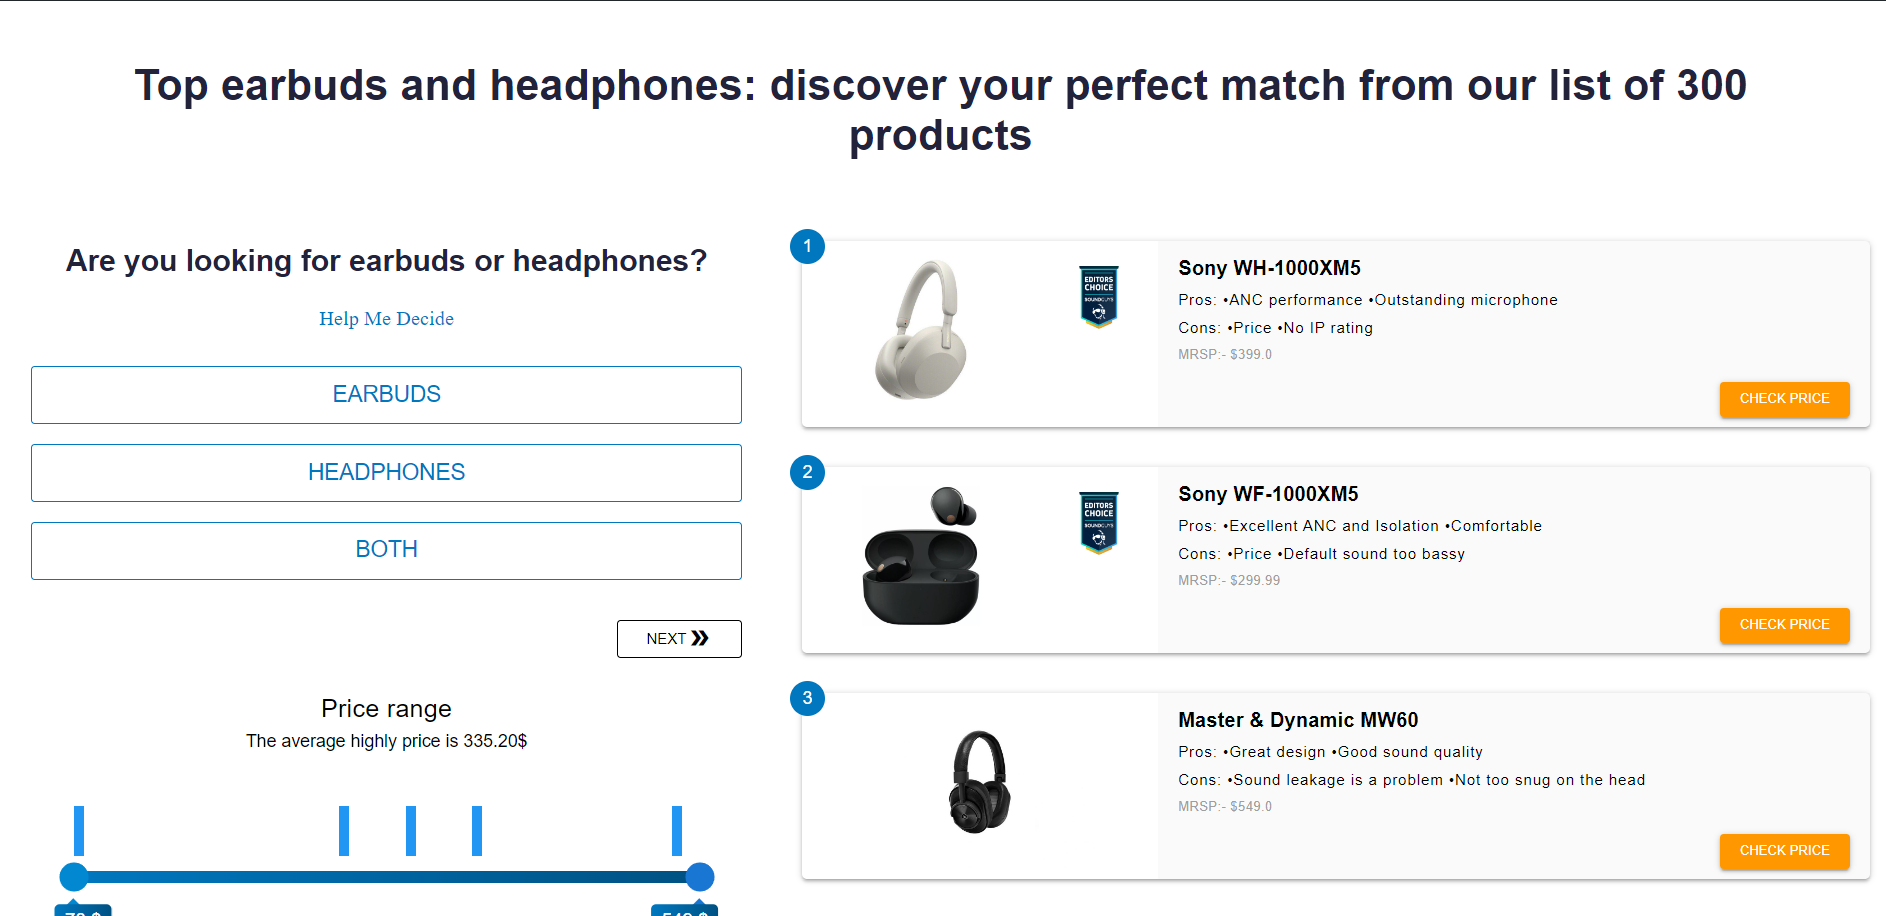 Top earbuds and headphones: discover your perfect match from our list of 300
products
Are you looking for earbuds or headphones?
Help Me Decide
EARBUDS
HEADPHONES
BOTH
NEXT
Price range
The average highly price is 335.20$
1
EDITORS
CHOICE
SOUNDGUYS
Sony WH-1000XM5
Pros: •ANC performance •Outstanding microphone
Cons: •Price •No IP rating
MRSP:- $399.0
CHECK PRICE
2
EDITORS
CHOICE
SOUNDGUYS
Sony WF-1000XM5
Pros: •Excellent ANC and Isolation •Comfortable
Cons: •Price •Default sound too bassy
MRSP:- $299.99
CHECK PRICE
3
Master & Dynamic MW60
Pros: •Great design •Good sound quality
Cons: •Sound leakage is a problem •Not too snug on the head
MRSP:- $549.0
CHECK PRICE